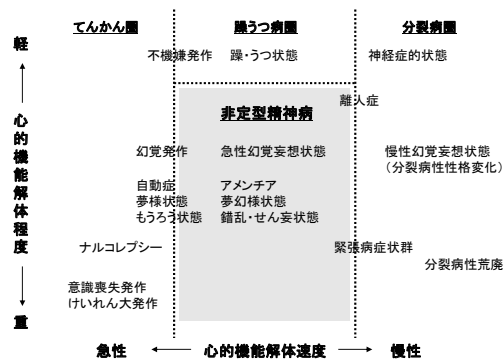 てんかん圏 躁うつ病圏 分裂病圏
軽
不機嫌発作 躁・うつ状態 神経症的状態
離人症
非定型精神病
心的機能解体程度
幻覚発作 急性幻覚妄想状態 慢性幻覚妄想状態
(分裂病性性格変化)
自動症 アメンチア
夢様状態 夢幻様状態
もうろう状態 錯乱・せん妄状態
ナルコレプシー 緊張病症状群
分裂病性荒廃
意識喪失発作
けいれん大発作
重
急性 心的機能解体速度 慢性